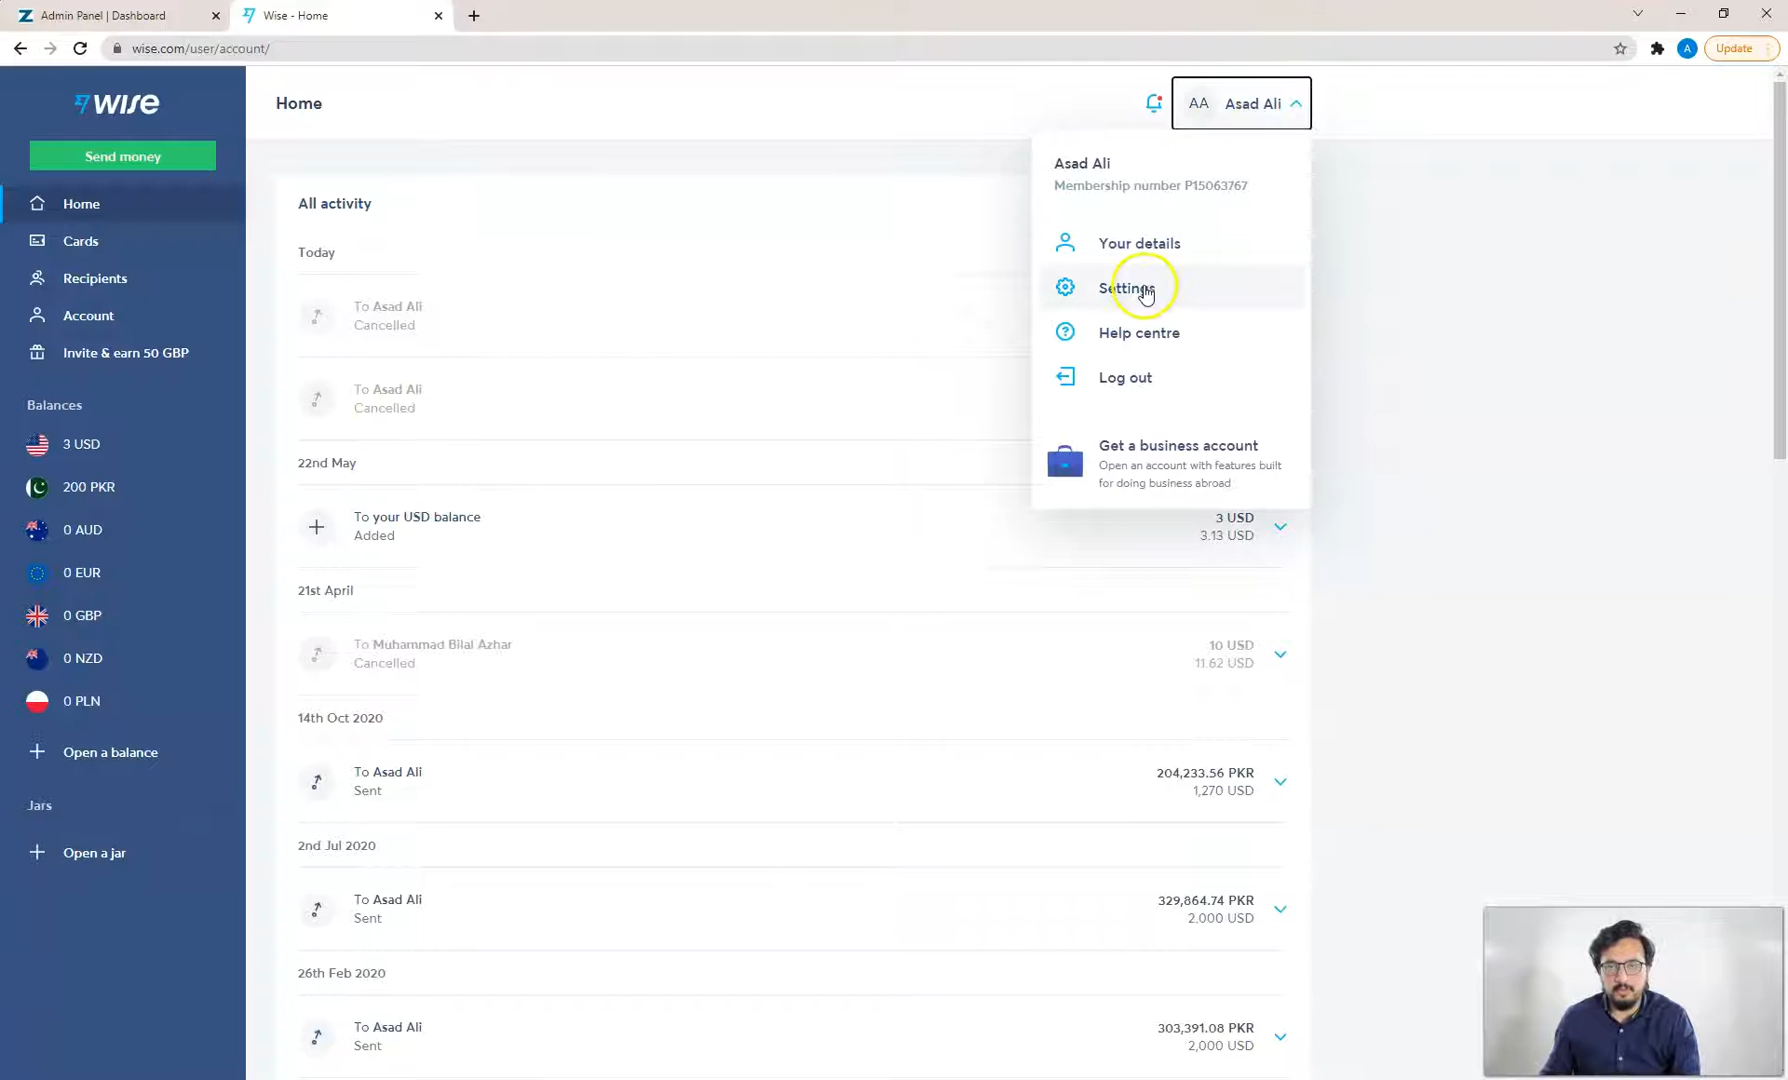 Admin Panel | Dashboard
Wise - Home
wise.com/user/account/
A
Update
WISE
Send money
Home
Cards
Recipients
Account
Invite & earn 50 GBP
Balances
3 USD
200 PKR
0 AUD
0 EUR
0 GBP
0 NZD
0 PLN
Open a balance
Jars
Open a jar
Home
AA
Asad Ali
Asad Ali
Membership number P15063767
Your details
Settings
Help centre
Log out
Get a business account
Open an account with features built
for doing business abroad
All activity
Today
To Asad Ali
Cancelled
To Asad Ali
Cancelled
22nd May
To your USD balance
Added
3 USD
3.13 USD
21st April
To Muhammad Bilal Azhar
Cancelled
10 USD
11.62 USD
14th Oct 2020
To Asad Ali
Sent
204,233.56 PKR
1,270 USD
2nd Jul 2020
To Asad Ali
Sent
329,864.74 PKR
2,000 USD
26th Feb 2020
To Asad Ali
Sent
303,391.08 PKR
2,000 USD